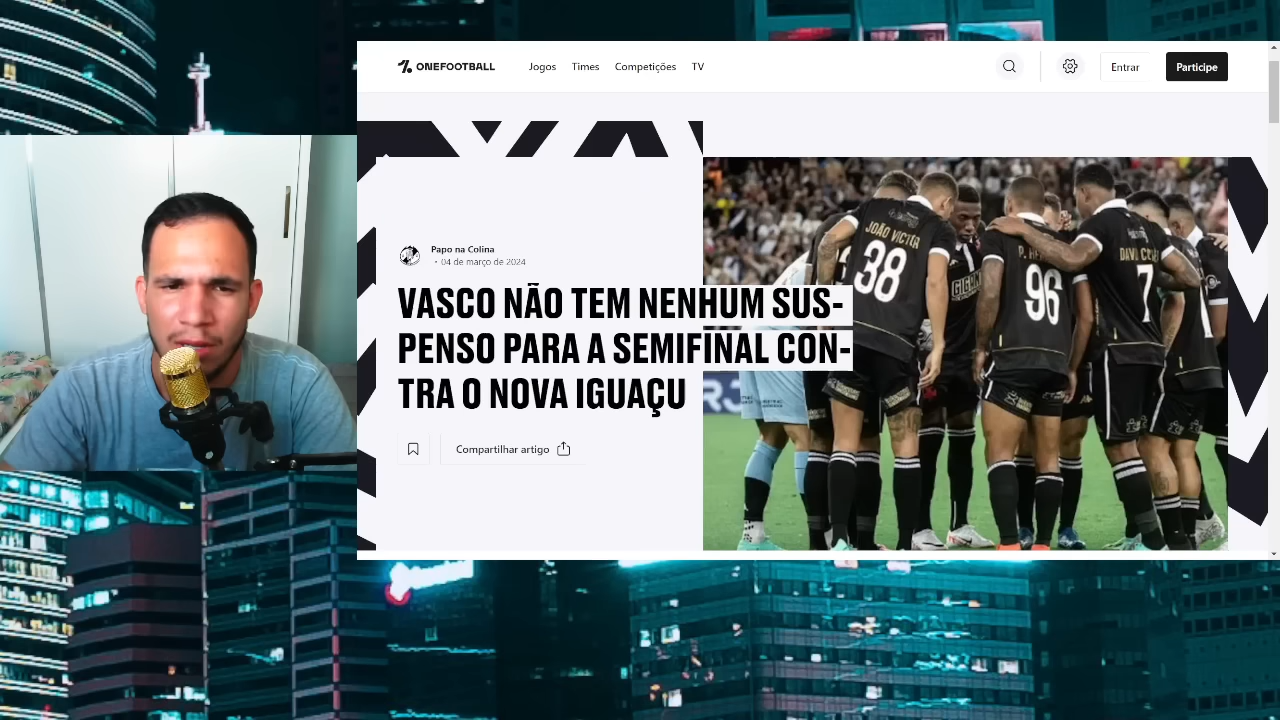 ONEFOOTBALL
Jogos Times Competições TV
Entrar
Participe
Papo na Colina
• 04 de março de 2024
VASCO NÃO TEM NENHUM SUS-
PENSO PARA A SEMIFINAL CON-
TRA O NOVA IGUAÇU
Compartilhar artigo
JOÃO VICTOR
38
96
7